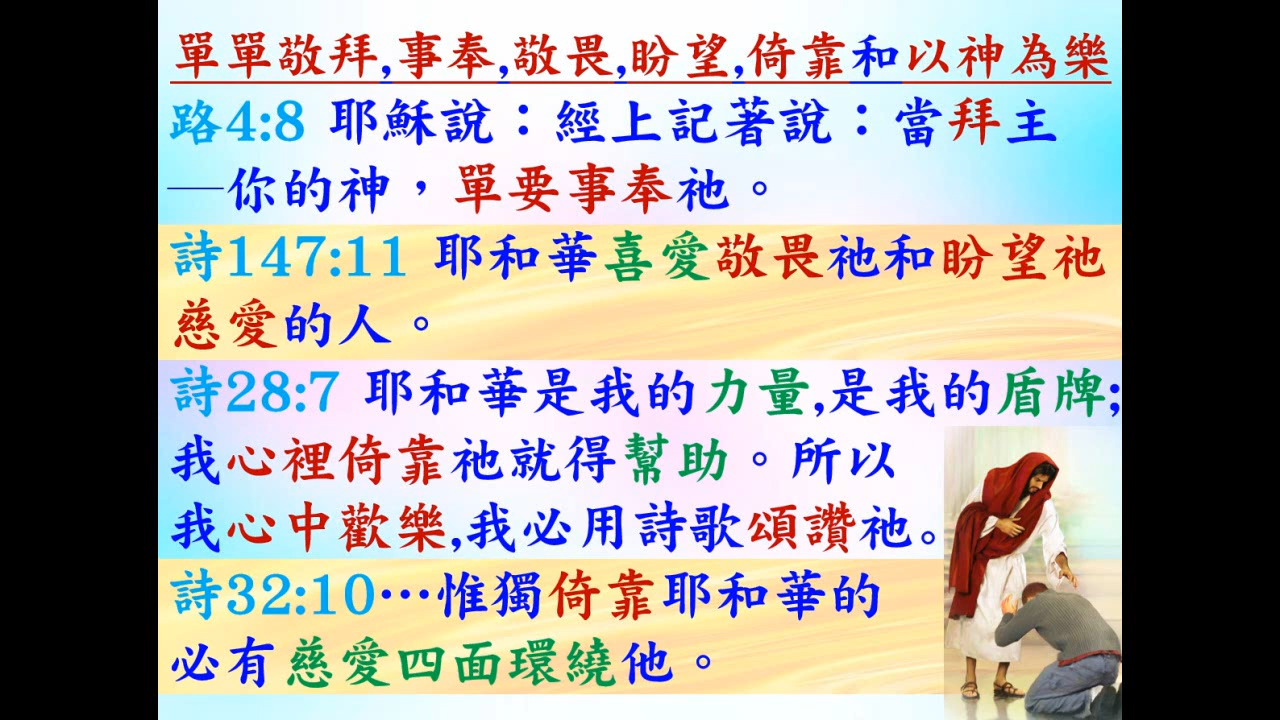 單單敬拜,事奉,敬畏,盼望,倚靠和以神為樂
路4:8 耶穌說：經上記著說：當拜主
─你的神，單要事奉祂。
詩147:11 耶和華喜愛敬畏祂和盼望祂
慈愛的人。
詩28:7 耶和華是我的力量,是我的盾牌;
我心裡倚靠祂就得幫助。所以
我心中歡樂,我必用詩歌頌讚祂。
詩32:10…惟獨倚靠耶和華的
必有慈愛四面環繞他。